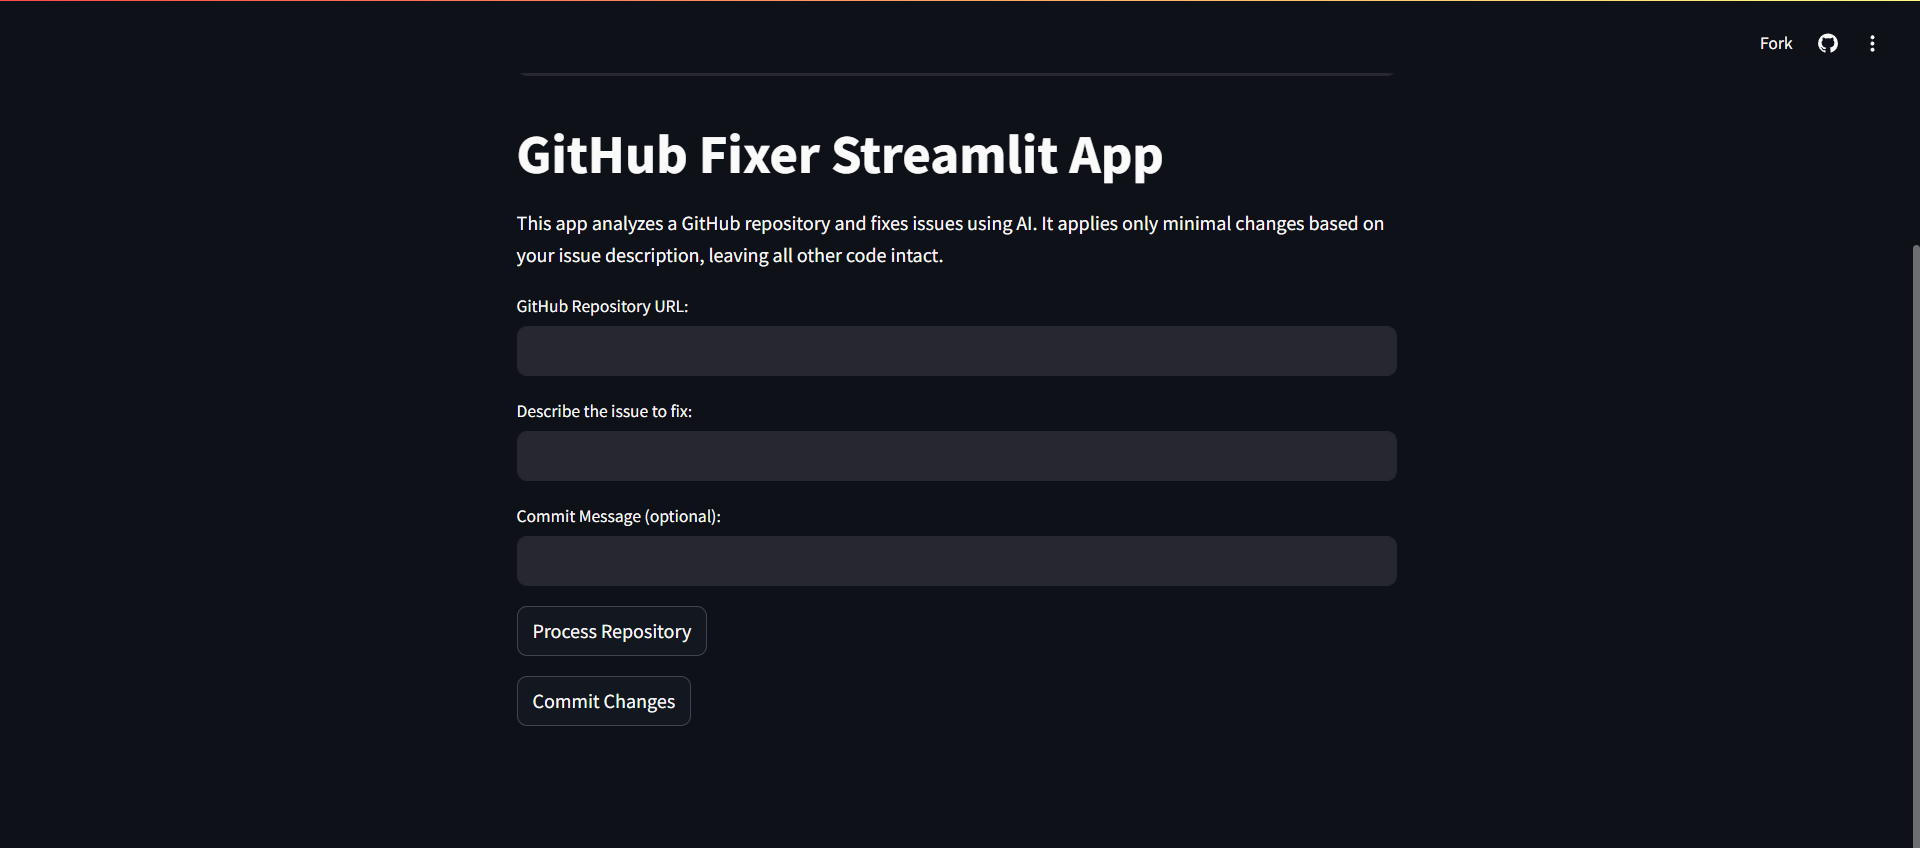 Fork
GitHub Fixer Streamlit App
This app analyzes a GitHub repository and fixes issues using AI. It applies only minimal changes based on
your issue description, leaving all other code intact.
GitHub Repository URL:
Describe the issue to fix:
Commit Message (optional):
Process Repository
Commit Changes